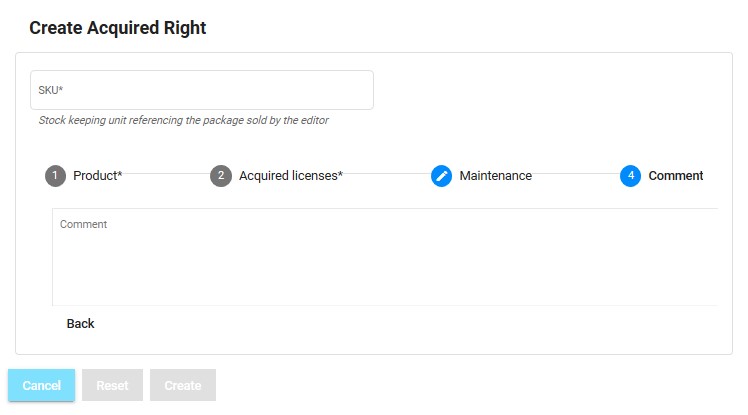 Create Acquired Right
SKU*
Stock keeping unit referencing the package sold by the editor
1 Product* 2 Acquired licenses* Maintenance 4 Comment
Comment
Back
Cancel Reset Create